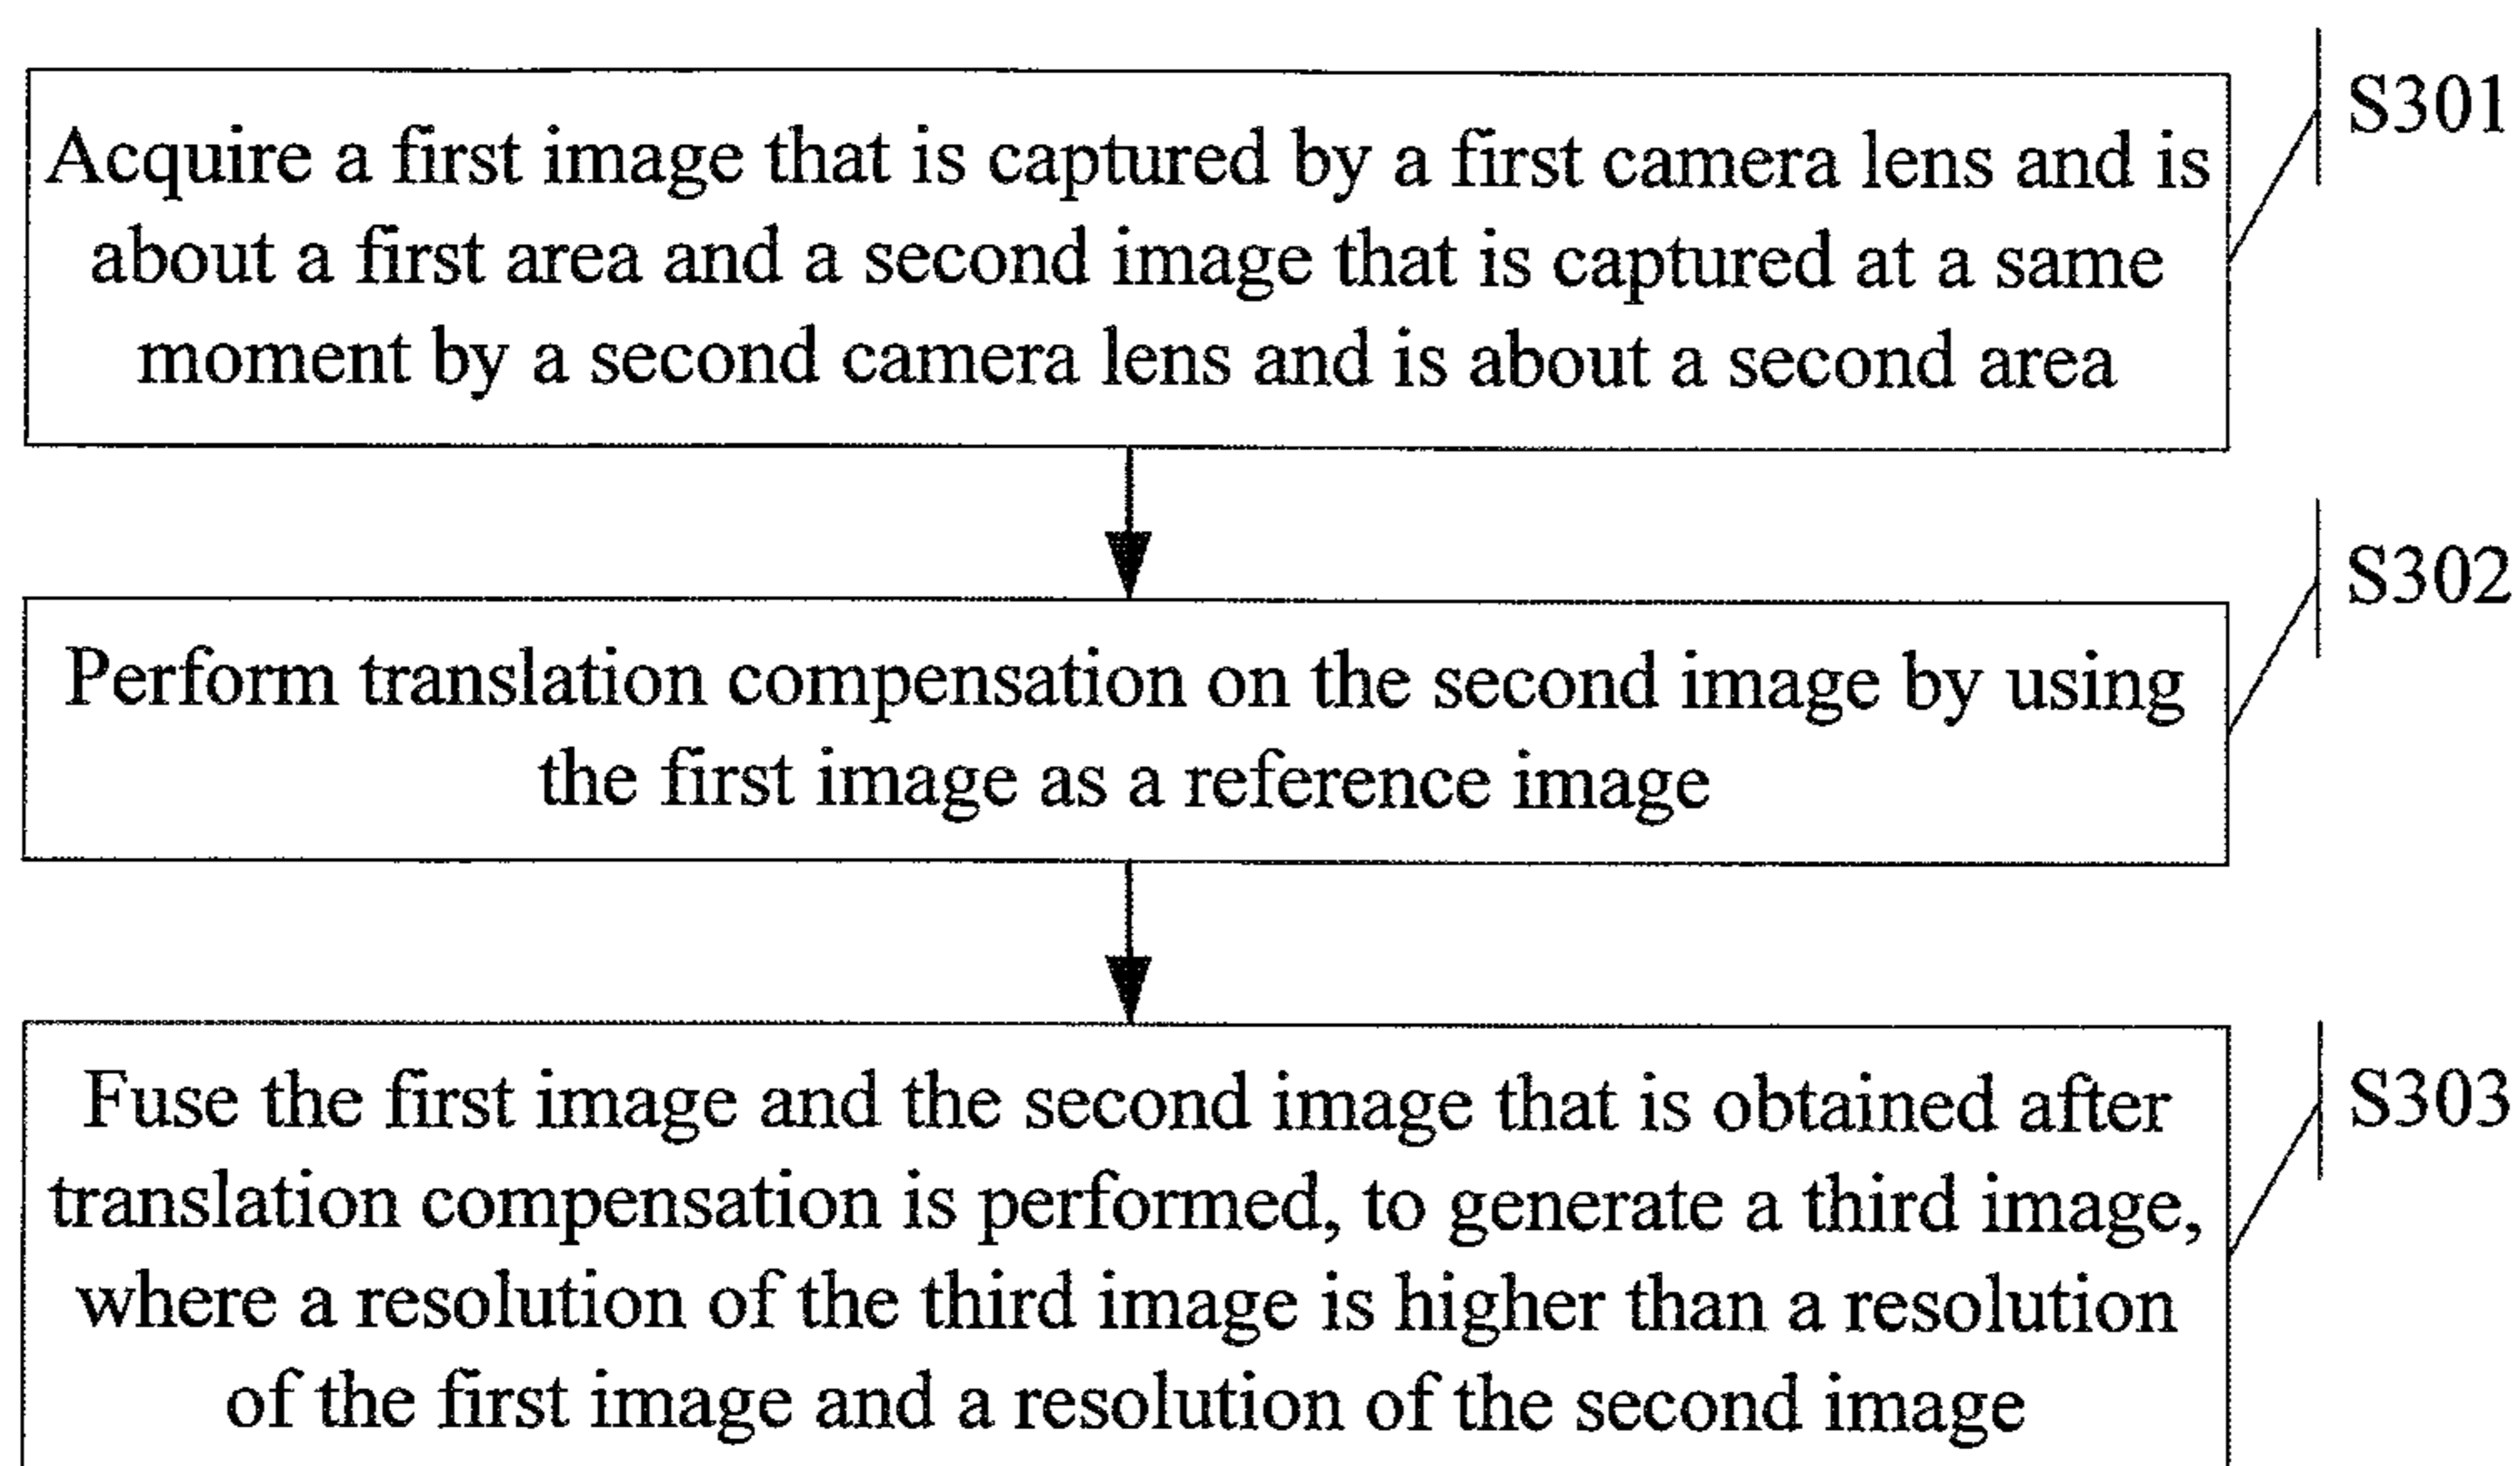 S301
Acquire a first image that is captured by a first camera lens and is
about a first area and a second image that is captured at a same
moment by a second camera lens and is about a second area
S302
Perform translation compensation on the second image by using
the first image as a reference image
S303
Fuse the first image and the second image that is obtained after
translation compensation is performed, to generate a third image,
where a resolution of the third image is higher than a resolution
of the first image and a resolution of the second image